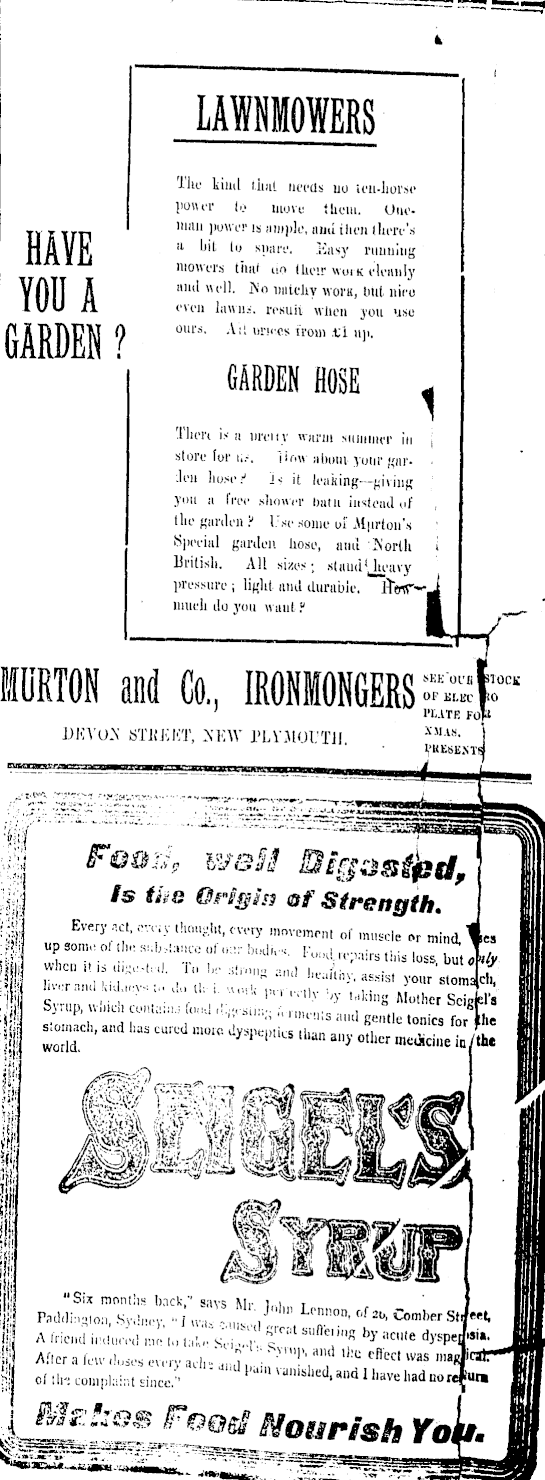 HAVE
YOU A
GARDEN ?
LAWNMOWERS
The kind that needs no ten-horse
power to move them. One-
man power is ample, and then there's
a bit to spare. Easy running
mowers that do their work cleanly
and well. No patchy work, but nice
even lawns, result when you use
ours. All prices from £1 up.
GARDEN HOSE
There is a pretty warm summer in
store for us. How about your gar-
den hose? Is it leaking—giving
you a free shower bath instead of
the garden? Use some of Murton's
Special garden hose, and North
British. All sizes; stand heavy
pressure; light and durable. How
much do you want?
MURTON and Co., IRONMONGERS
DEVON STREET, NEW PLYMOUTH.
SEE OUR STOCK
OF ELECTRO
PLATE FOR
XMAS.
PRESENTS
Food, well Digested,
Is the Origin of Strength.
Every act, every thought, every movement of muscle or mind, uses
up some of the substance of our bodies. Food repairs this loss, but only
when it is digested. To be strong and healthy, assist your stomach,
liver and kidneys to do their work perfectly by taking Mother Seigel's
Syrup, which contains food digesting ferments and gentle tonics for the
stomach, and has cured more dyspeptics than any other medicine in the
world.
SEIGEL'S
SYRUP
"Six months back," says Mr. John Lennon, of 26, Comber Street,
Paddington, Sydney, "I was caused great suffering by acute dyspepsia.
A friend induced me to take Seigel's Syrup, and the effect was magical.
After a few doses every ache and pain vanished, and I have had no return
of the complaint since."
Makes Food Nourish You.